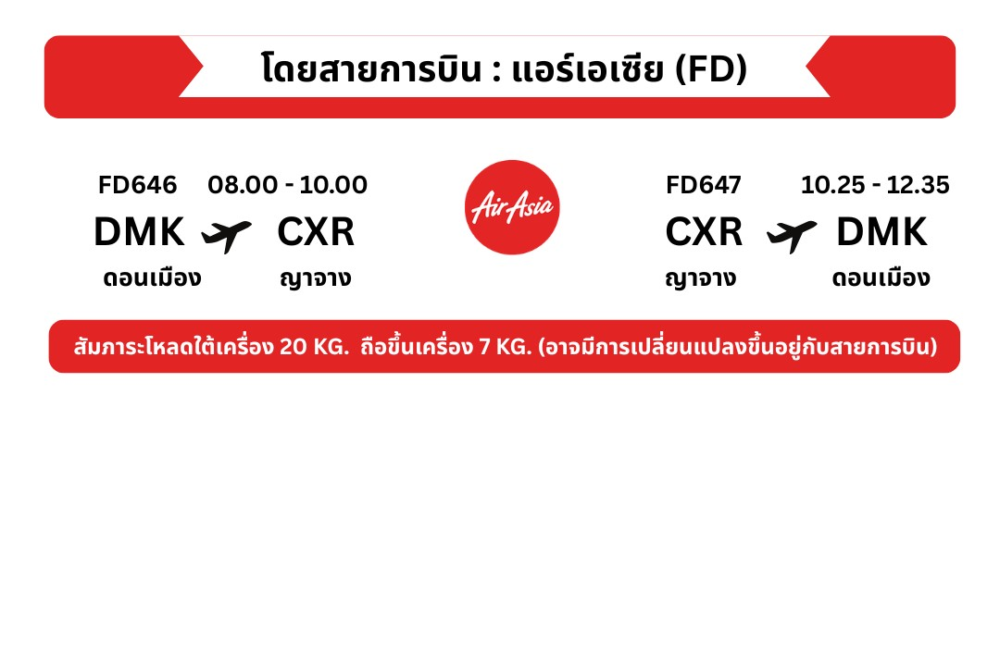 โดยสายการบิน : แอร์เอเซีย (FD)
FD646 08.00 - 10.00
DMK CXR
ดอนเมือง ญาจาง
AirAsia
FD647 10.25 - 12.35
CXR DMK
ญาจาง ดอนเมือง
สัมภาระโหลดใต้เครื่อง 20 KG. ถือขึ้นเครื่อง 7 KG. (อาจมีการเปลี่ยนแปลงขึ้นอยู่กับสายการบิน)